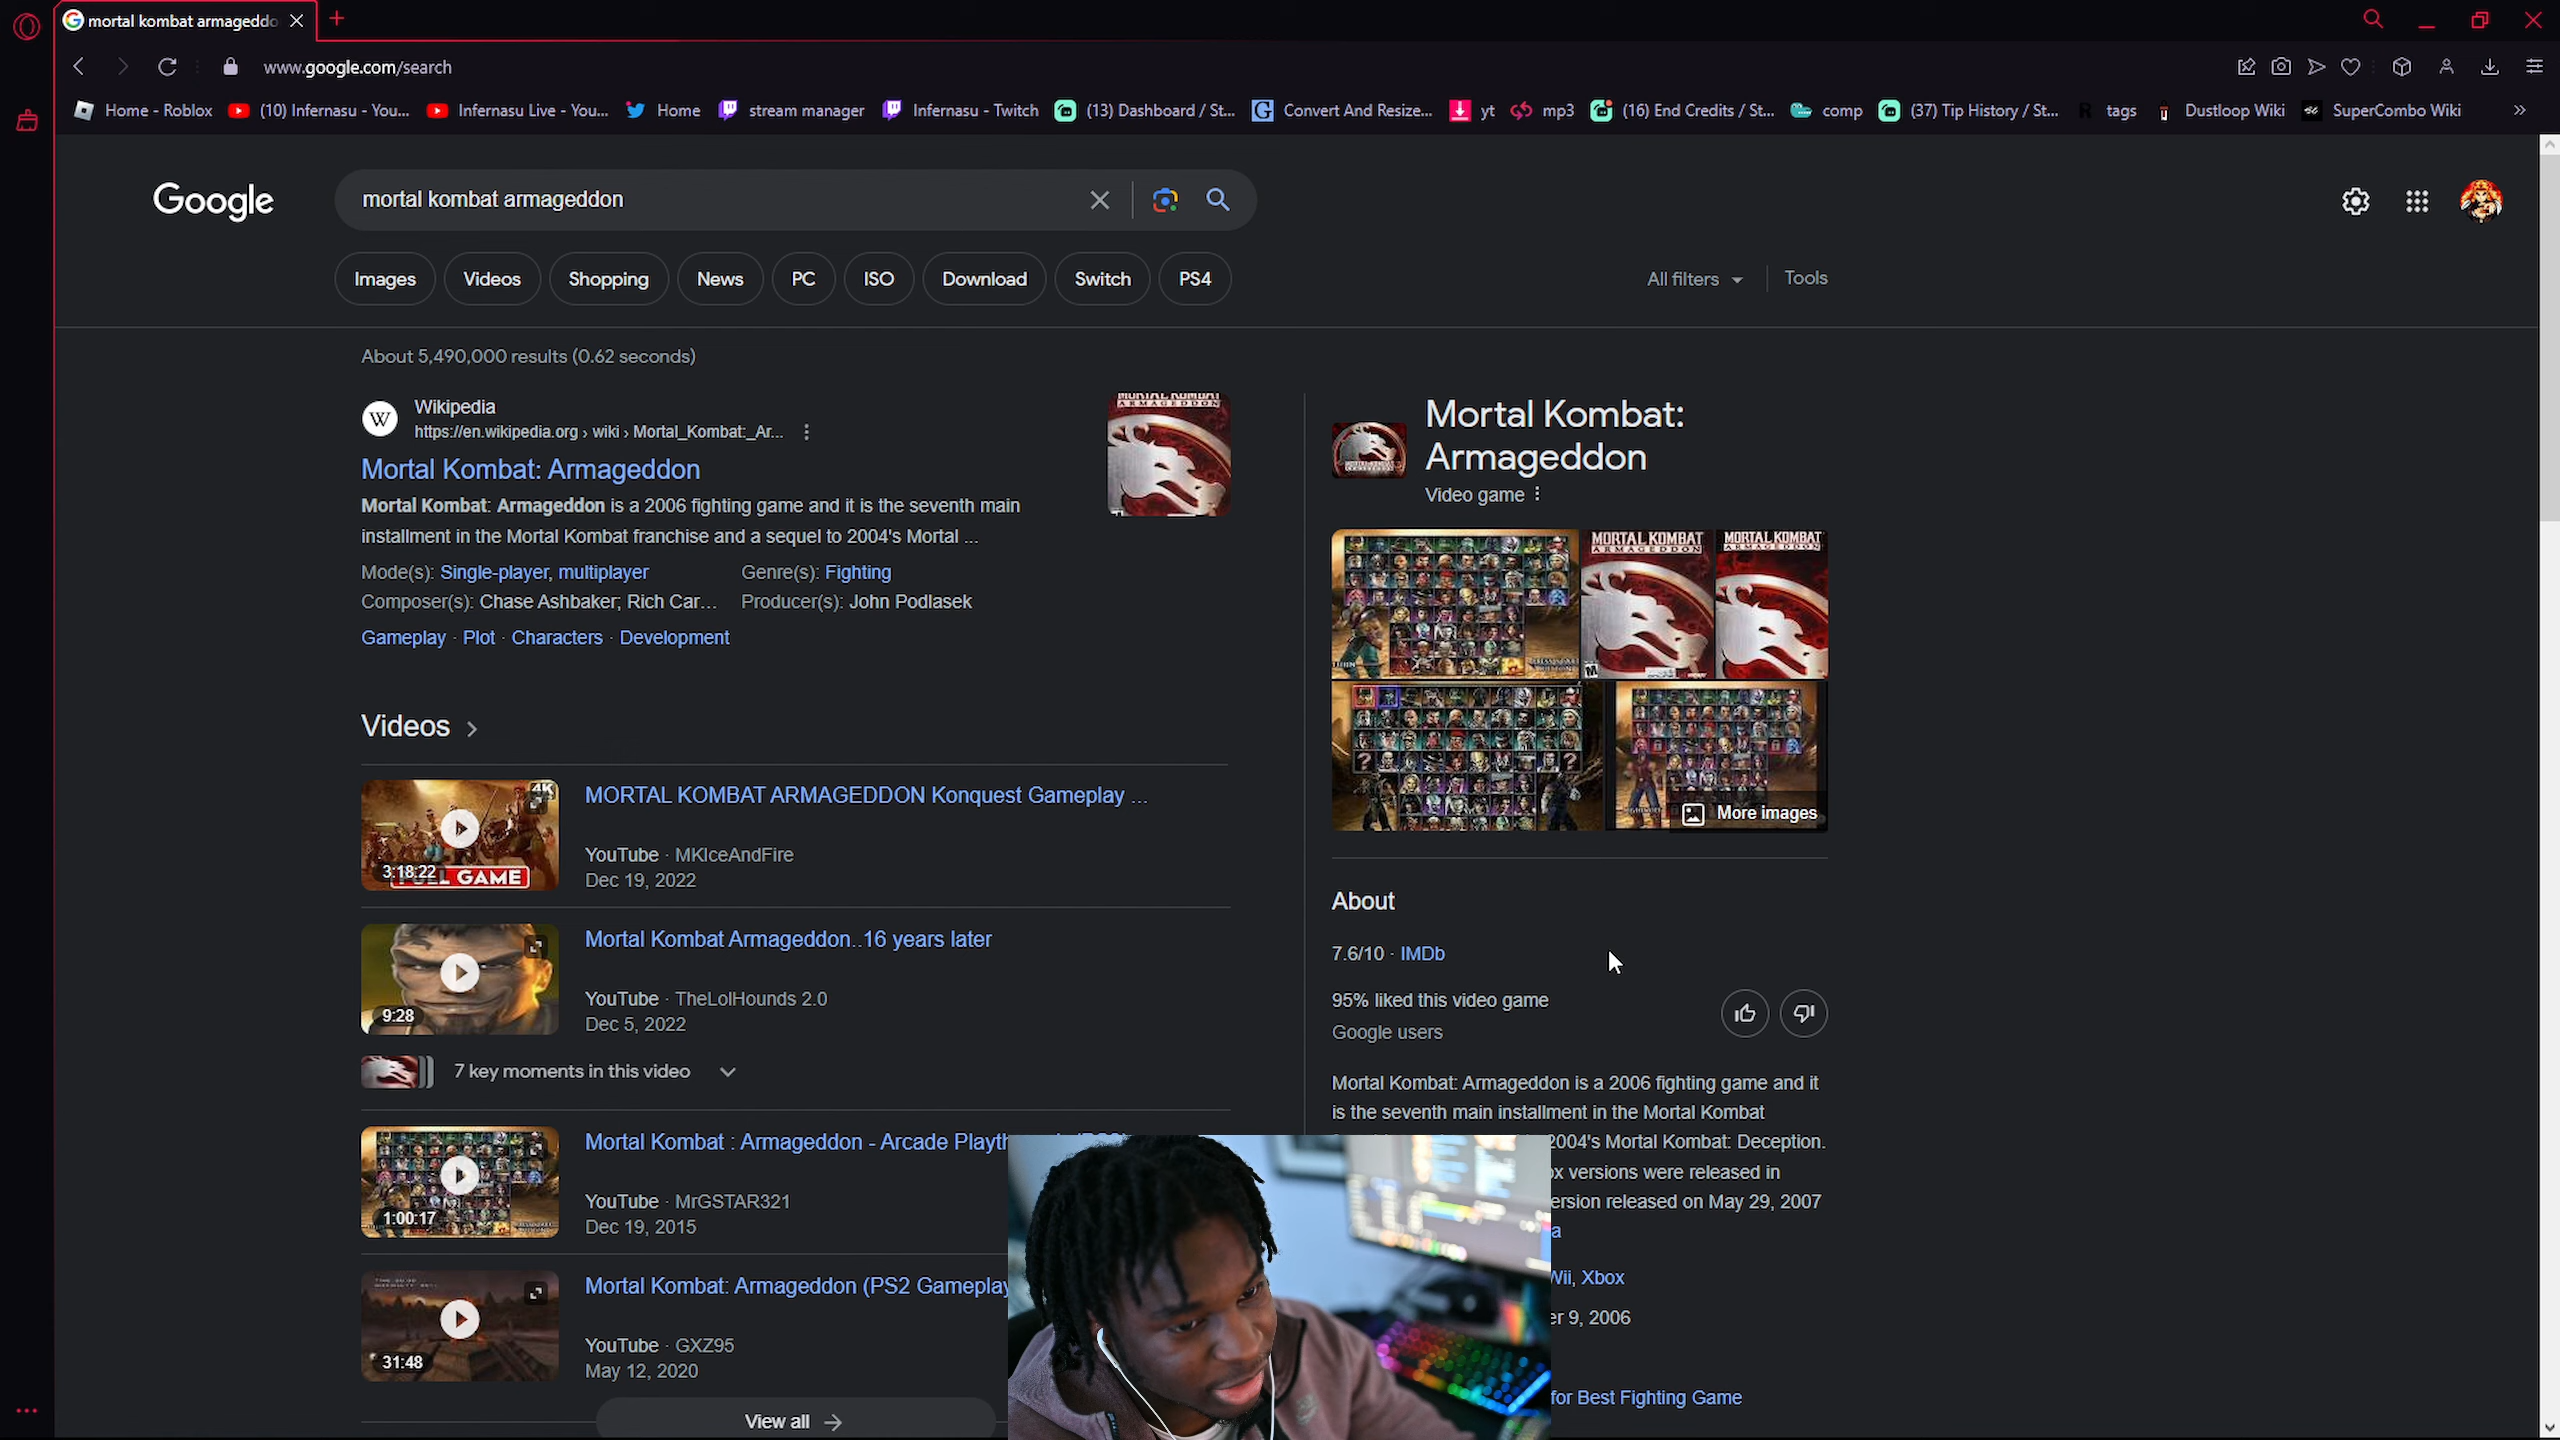 mortal kombat armageddo
www.google.com/search
Home - Roblox
(10) Infernasu - You...
Infernasu Live - You...
Home
stream manager
Infernasu - Twitch
(13) Dashboard / St...
Convert And Resize...
yt
mp3
(16) End Credits / St...
comp
(37) Tip History / St...
tags
Dustloop Wiki
SuperCombo Wiki
Google
mortal kombat armageddon
Images
Videos
Shopping
News
PC
ISO
Download
Switch
PS4
All filters
Tools
About 5,490,000 results (0.62 seconds)
W
Wikipedia
https://en.wikipedia.org › wiki › Mortal_Kombat:_Ar...
Mortal Kombat: Armageddon
Mortal Kombat: Armageddon is a 2006 fighting game and it is the seventh main
installment in the Mortal Kombat franchise and a sequel to 2004's Mortal ...
Mode(s): Single-player, multiplayer
Genre(s): Fighting
Composer(s): Chase Ashbaker; Rich Car...
Producer(s): John Podlasek
Gameplay · Plot · Characters · Development
MORTAL KOMBAT
ARMAGEDDON
Videos
4K
3:18:22
GAME
MORTAL KOMBAT ARMAGEDDON Konquest Gameplay ...
YouTube · MKIceAndFire
Dec 19, 2022
9:28
Mortal Kombat Armageddon..16 years later
YouTube · TheLolHounds 2.0
Dec 5, 2022
7 key moments in this video
1:00:17
Mortal Kombat : Armageddon - Arcade Playth
YouTube · MrGSTAR321
Dec 19, 2015
31:48
Mortal Kombat: Armageddon (PS2 Gameplay
YouTube · GXZ95
May 12, 2020
View all
Mortal Kombat:
Armageddon
Video game
MORTAL KOMBAT
ARMAGEDDON
MORTAL KOMBAT
ARMAGEDDON
More images
About
7.6/10 · IMDb
95% liked this video game
Google users
Mortal Kombat: Armageddon is a 2006 fighting game and it
is the seventh main installment in the Mortal Kombat
2004's Mortal Kombat: Deception.
x versions were released in
ersion released on May 29, 2007
a
Wii, Xbox
er 9, 2006
for Best Fighting Game